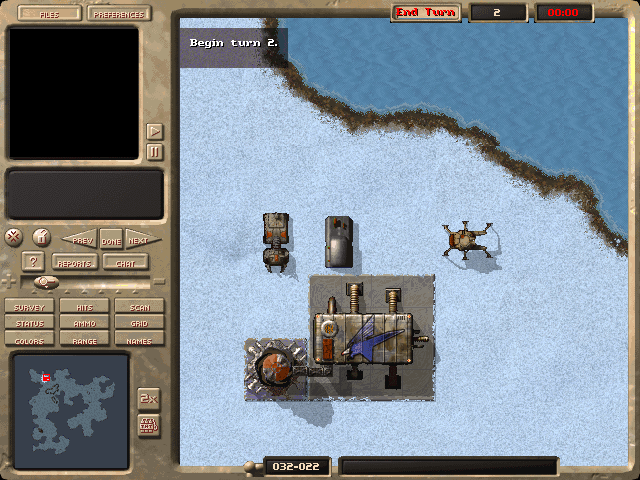 FILES
PREFERENCES
End Turn
2
00:00
Begin turn 2.
PREV
DONE
NEXT
?
REPORTS
CHAT
SURVEY
HITS
SCAN
STATUS
AMMO
GRID
COLORS
RANGE
NAMES
2x
032-022